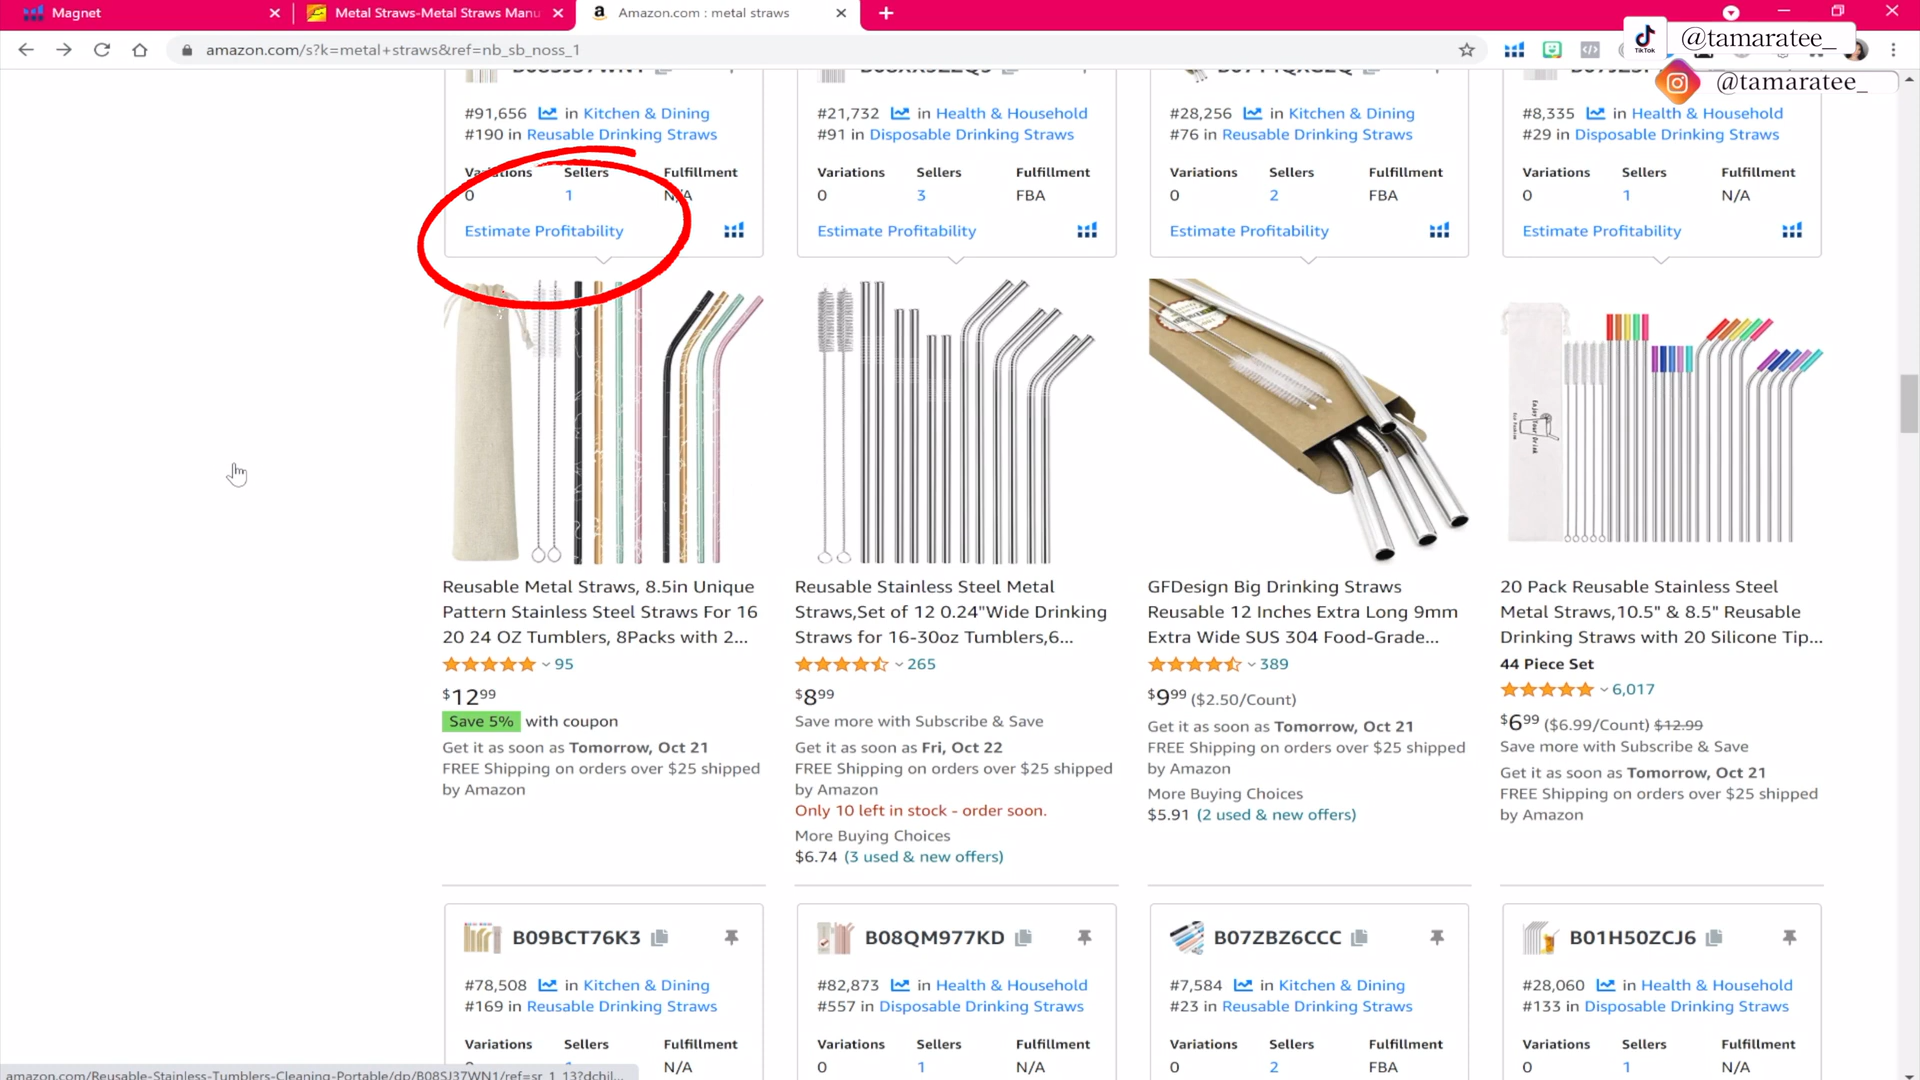 Magnet
Metal Straws-Metal Straws Manu
Amazon.com : metal straws
amazon.com/s?k=metal+straws&ref=nb_sb_noss_1
TikTok
@tamaratee_
@tamaratee_
B08SJ37WN1
#91,656 in Kitchen & Dining
#190 in Reusable Drinking Straws
Variations Sellers Fulfillment
0 1 N/A
Estimate Profitability
#21,732 in Health & Household
#91 in Disposable Drinking Straws
Variations Sellers Fulfillment
0 3 FBA
Estimate Profitability
#28,256 in Kitchen & Dining
#76 in Reusable Drinking Straws
Variations Sellers Fulfillment
0 2 FBA
Estimate Profitability
#8,335 in Health & Household
#29 in Disposable Drinking Straws
Variations Sellers Fulfillment
0 1 N/A
Estimate Profitability
Enjoy Your Drink
Reusable Metal Straws, 8.5in Unique
Pattern Stainless Steel Straws For 16
20 24 OZ Tumblers, 8Packs with 2...
95
$12 99
Save 5% with coupon
Get it as soon as Tomorrow, Oct 21
FREE Shipping on orders over $25 shipped
by Amazon
Reusable Stainless Steel Metal
Straws,Set of 12 0.24"Wide Drinking
Straws for 16-30oz Tumblers,6...
265
$8 99
Save more with Subscribe & Save
Get it as soon as Fri, Oct 22
FREE Shipping on orders over $25 shipped
by Amazon
Only 10 left in stock - order soon.
More Buying Choices
$6.74 (3 used & new offers)
GFDesign Big Drinking Straws
Reusable 12 Inches Extra Long 9mm
Extra Wide SUS 304 Food-Grade...
389
$9 99 ($2.50/Count)
Get it as soon as Tomorrow, Oct 21
FREE Shipping on orders over $25 shipped
by Amazon
More Buying Choices
$5.91 (2 used & new offers)
20 Pack Reusable Stainless Steel
Metal Straws,10.5" & 8.5" Reusable
Drinking Straws with 20 Silicone Tip...
44 Piece Set
6,017
$6 99 ($6.99/Count) $12.99
Save more with Subscribe & Save
Get it as soon as Tomorrow, Oct 21
FREE Shipping on orders over $25 shipped
by Amazon
B09BCT76K3
#78,508 in Kitchen & Dining
#169 in Reusable Drinking Straws
Variations Sellers Fulfillment
N/A
B08QM977KD
#82,873 in Health & Household
#557 in Disposable Drinking Straws
Variations Sellers Fulfillment
0 1 N/A
B07ZBZ6CCC
#7,584 in Kitchen & Dining
#23 in Reusable Drinking Straws
Variations Sellers Fulfillment
0 2 FBA
B01H50ZCJ6
#28,060 in Health & Household
#133 in Disposable Drinking Straws
Variations Sellers Fulfillment
0 1 N/A
amazon.com/Reusable-Stainless-Tumblers-Cleaning-Portable/dp/B08SJ37WN1/ref=sr_1_13?dchil...